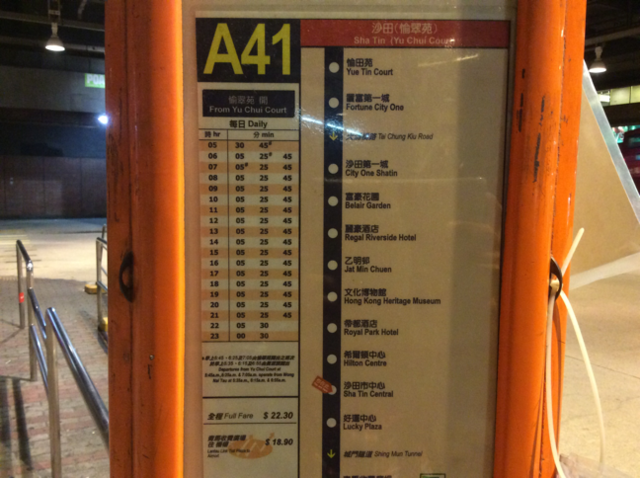 A41
沙田(愉翠苑)
Sha Tin (Yu Chui Court
愉翠苑 開
From Yu Chui Court
每日 Daily
時 hr 分 min
05 30 45#
06 05 25# 45
07 05# 25 45
08 05 25 45
09 05 25 45
10 05 25 45
11 05 25 45
12 05 25 45
13 05 25 45
14 05 25 45
15 05 25 45
16 05 25 45
17 05 25 45
18 05 25 45
19 05 25 45
20 05 25 45
21 05 25 45
22 05 30
23 00 30
Departures from Yu Chui Court at
全程 Full Fare $ 22.30
$ 18.90
愉田苑
Yue Tin Court
置富第一城
Fortune City One
Tai Chung Kiu Road
沙田第一城
City One Shatin
富豪花園
Belair Garden
麗豪酒店
Regal Riverside Hotel
乙明邨
Jat Min Chuen
文化博物館
Hong Kong Heritage Museum
帝都酒店
Royal Park Hotel
希爾頓中心
Hilton Centre
沙田市中心
Sha Tin Central
好運中心
Lucky Plaza
城門隧道 Shing Mun Tunnel